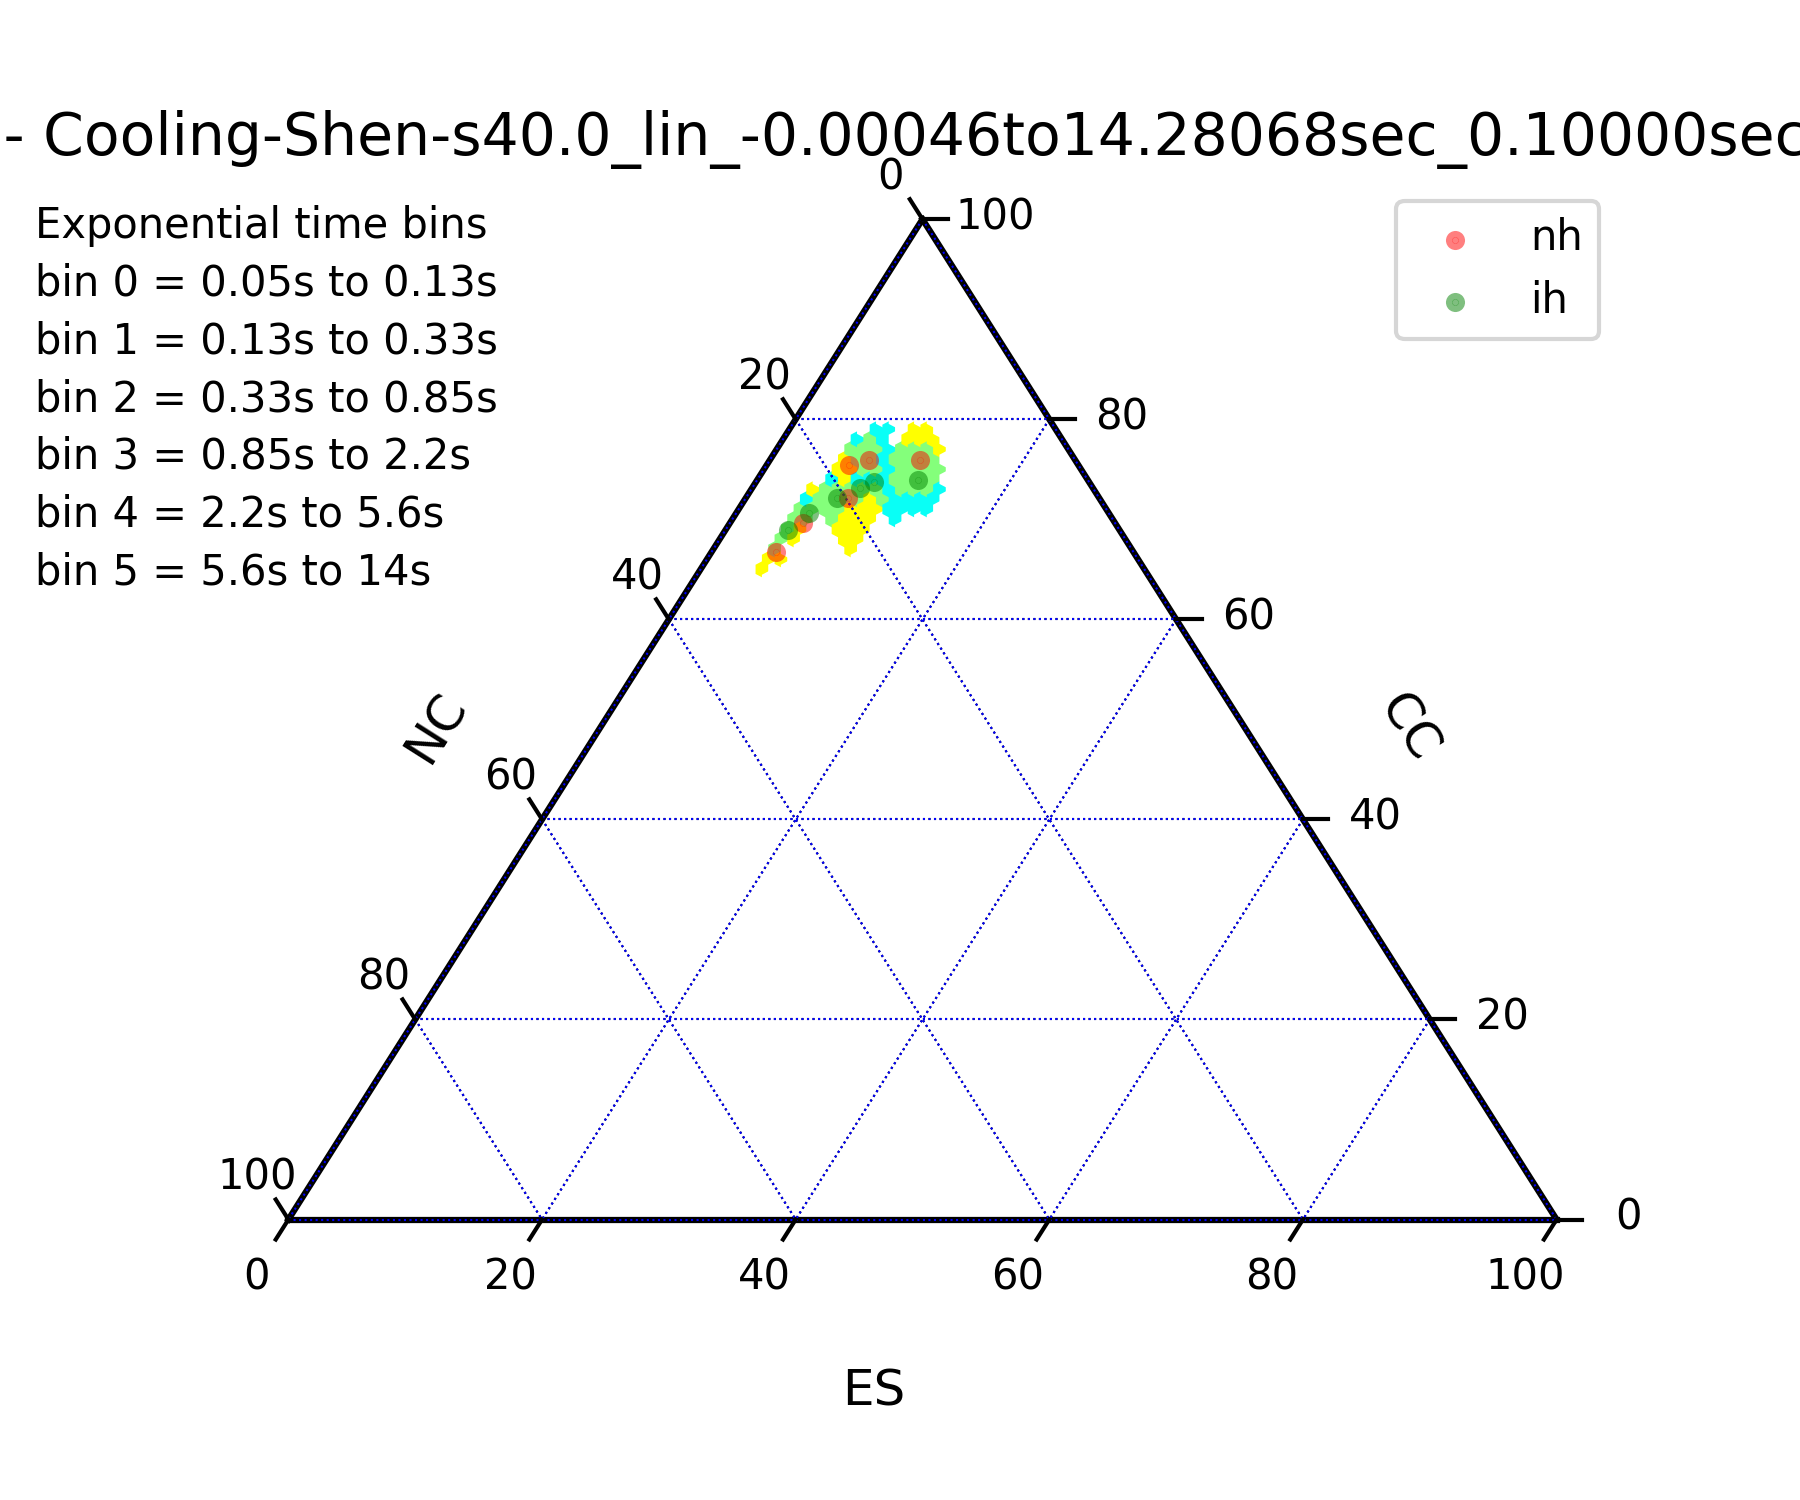 - Cooling-Shen-s40.0_lin_-0.00046to14.28068sec_0.10000sec
0
100
Exponential time bins
bin 0 = 0.05s to 0.13s
bin 1 = 0.13s to 0.33s
bin 2 = 0.33s to 0.85s
bin 3 = 0.85s to 2.2s
bin 4 = 2.2s to 5.6s
bin 5 = 5.6s to 14s
nh
ih
20
80
40
60
NC
CC
60
40
80
20
100
0
0
20
40
60
80
100
ES